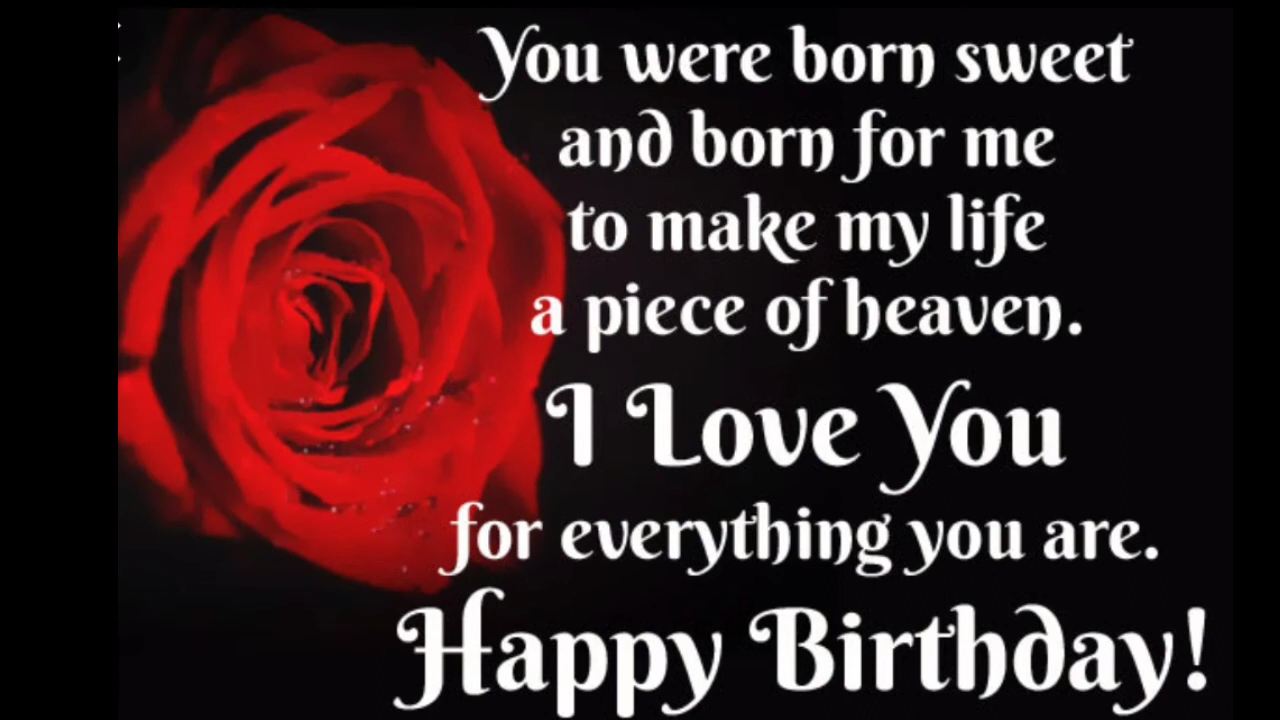 You were born sweet
and born for me
to make my life
a piece of heaven.
I Love You
for everything you are.
Happy Birthday!